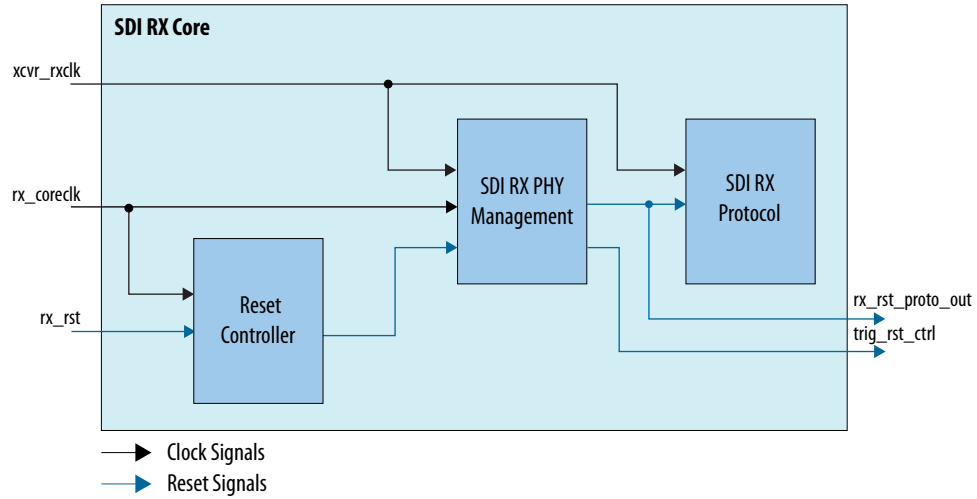 SDI RX Core
xcvr_rxclk
rx_coreclk
SDI RX PHY
Management
SDI RX
Protocol
rx_rst
Reset
Controller
rx_rst_proto_out
trig_rst_ctrl
Clock Signals
Reset Signals